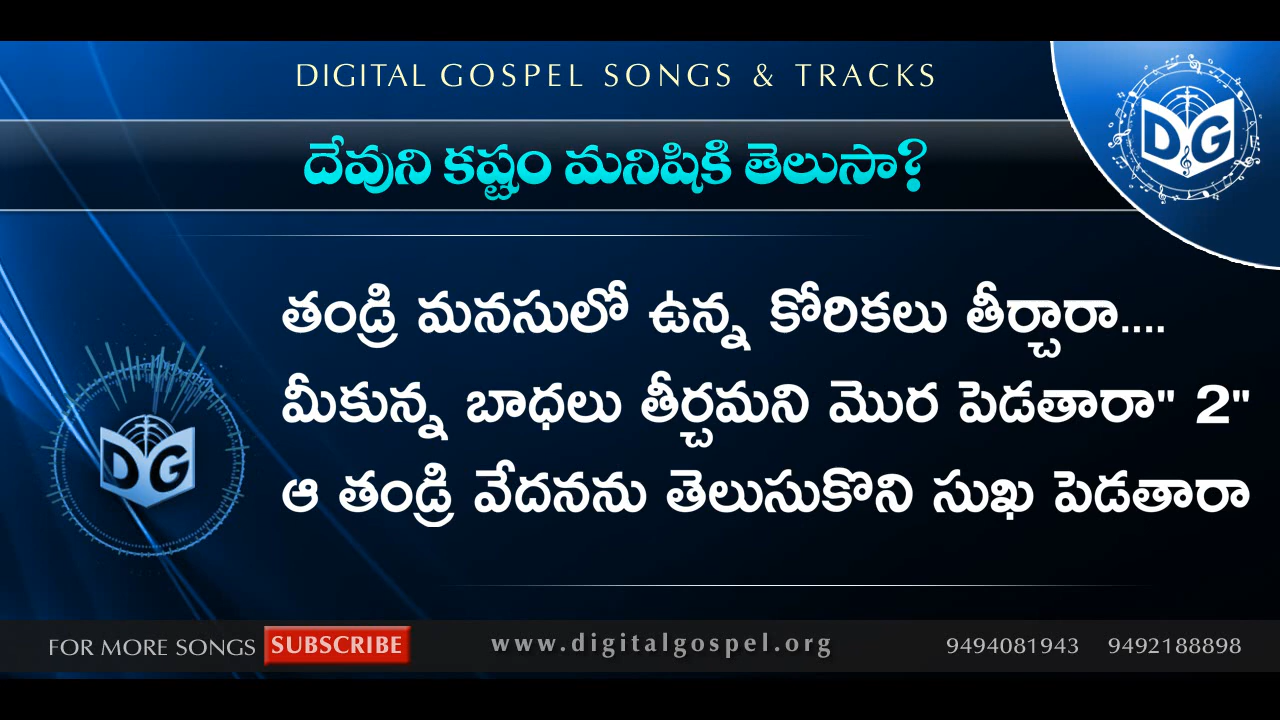 DIGITAL GOSPEL SONGS & TRACKS
DG
దేవుని కష్టం మనిషికి తెలుసా?
తండ్రి మనసులో ఉన్న కోరికలు తీర్చారా....
మీకున్న బాధలు తీర్చమని మొర పెడతారా" 2"
ఆ తండ్రి వేదనను తెలుసుకొని సుఖ పెడతారా
DG
FOR MORE SONGS SUBSCRIBE www.digitalgospel.org 9494081943 9492188898